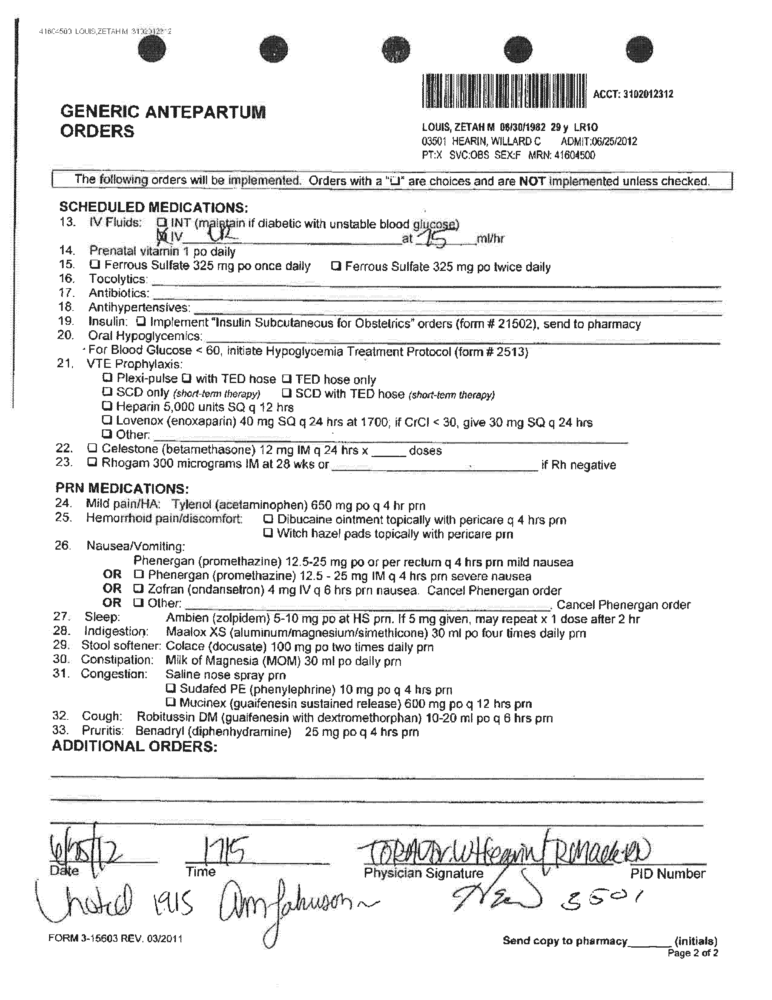 41604500 LOUIS,ZETAH M 3102012312
ACCT: 3102012312
GENERIC ANTEPARTUM
ORDERS
LOUIS, ZETAH M 08/30/1982 29 y LR10
03501 HEARIN, WILLARD C ADMIT:06/25/2012
PT:X SVC:OBS SEX:F MRN: 41604500
The following orders will be implemented. Orders with a "❑" are choices and are NOT implemented unless checked.
SCHEDULED MEDICATIONS:
13. IV Fluids: ❑ INT (maintain if diabetic with unstable blood glucose)
☒ IV LR at 75 ml/hr
14. Prenatal vitamin 1 po daily
15. ❑ Ferrous Sulfate 325 mg po once daily ❑ Ferrous Sulfate 325 mg po twice daily
16. Tocolytics:
17. Antibiotics:
18. Antihypertensives:
19. Insulin: ❑ Implement "Insulin Subcutaneous for Obstetrics" orders (form # 21502), send to pharmacy
20. Oral Hypoglycemics:
· For Blood Glucose < 60, initiate Hypoglycemia Treatment Protocol (form # 2513)
21. VTE Prophylaxis:
❑ Plexi-pulse ❑ with TED hose ❑ TED hose only
❑ SCD only (short-term therapy) ❑ SCD with TED hose (short-term therapy)
❑ Heparin 5,000 units SQ q 12 hrs
❑ Lovenox (enoxaparin) 40 mg SQ q 24 hrs at 1700; if CrCl < 30, give 30 mg SQ q 24 hrs
❑ Other:
22. ❑ Celestone (betamethasone) 12 mg IM q 24 hrs x _____ doses
23. ❑ Rhogam 300 micrograms IM at 28 wks or _____ if Rh negative
PRN MEDICATIONS:
24. Mild pain/HA: Tylenol (acetaminophen) 650 mg po q 4 hr prn
25. Hemorrhoid pain/discomfort: ❑ Dibucaine ointment topically with pericare q 4 hrs prn
❑ Witch hazel pads topically with pericare prn
26. Nausea/Vomiting:
Phenergan (promethazine) 12.5-25 mg po or per rectum q 4 hrs prn mild nausea
OR ❑ Phenergan (promethazine) 12.5 - 25 mg IM q 4 hrs prn severe nausea
OR ❑ Zofran (ondansetron) 4 mg IV q 6 hrs prn nausea. Cancel Phenergan order
OR ❑ Other: _____. Cancel Phenergan order
27. Sleep: Ambien (zolpidem) 5-10 mg po at HS prn. If 5 mg given, may repeat x 1 dose after 2 hr
28. Indigestion: Maalox XS (aluminum/magnesium/simethicone) 30 ml po four times daily prn
29. Stool softener: Colace (docusate) 100 mg po two times daily prn
30. Constipation: Milk of Magnesia (MOM) 30 ml po daily prn
31. Congestion: Saline nose spray prn
❑ Sudafed PE (phenylephrine) 10 mg po q 4 hrs prn
❑ Mucinex (guaifenesin sustained release) 600 mg po q 12 hrs prn
32. Cough: Robitussin DM (guaifenesin with dextromethorphan) 10-20 ml po q 6 hrs prn
33. Pruritis: Benadryl (diphenhydramine) 25 mg po q 4 hrs prn
ADDITIONAL ORDERS:
6/25/12 1715 TORAV Dr. W Hearin/
Date Time Physician Signature PID Number
noted 1915 3501
FORM 3-15603 REV. 03/2011
Send copy to pharmacy_____ (initials)
Page 2 of 2